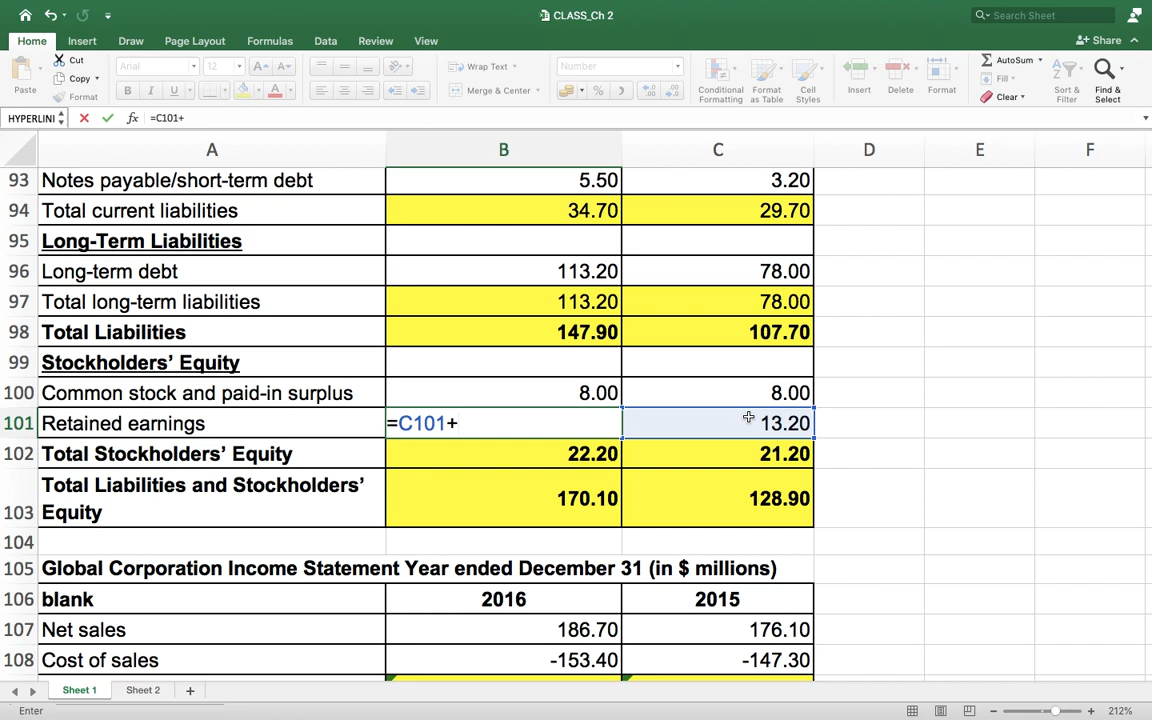 CLASS_Ch 2
Search Sheet
Home Insert Draw Page Layout Formulas Data Review View
Share
Paste
Cut
Copy
Format
Arial 12
A A
B I U A
Wrap Text
Merge & Center
Number
%
Conditional Formatting
Format as Table
Cell Styles
Insert
Delete
Format
AutoSum
Fill
Clear
Sort & Filter
Find & Select
HYPERLINI fx =C101+
A B C D E F
93 Notes payable/short-term debt 5.50 3.20
94 Total current liabilities 34.70 29.70
95 Long-Term Liabilities
96 Long-term debt 113.20 78.00
97 Total long-term liabilities 113.20 78.00
98 Total Liabilities 147.90 107.70
99 Stockholders’ Equity
100 Common stock and paid-in surplus 8.00 8.00
101 Retained earnings =C101+ 13.20
102 Total Stockholders’ Equity 22.20 21.20
Total Liabilities and Stockholders’
103 Equity 170.10 128.90
104
105 Global Corporation Income Statement Year ended December 31 (in $ millions)
106 blank 2016 2015
107 Net sales 186.70 176.10
108 Cost of sales -153.40 -147.30
Sheet 1 Sheet 2 +
Enter 212%